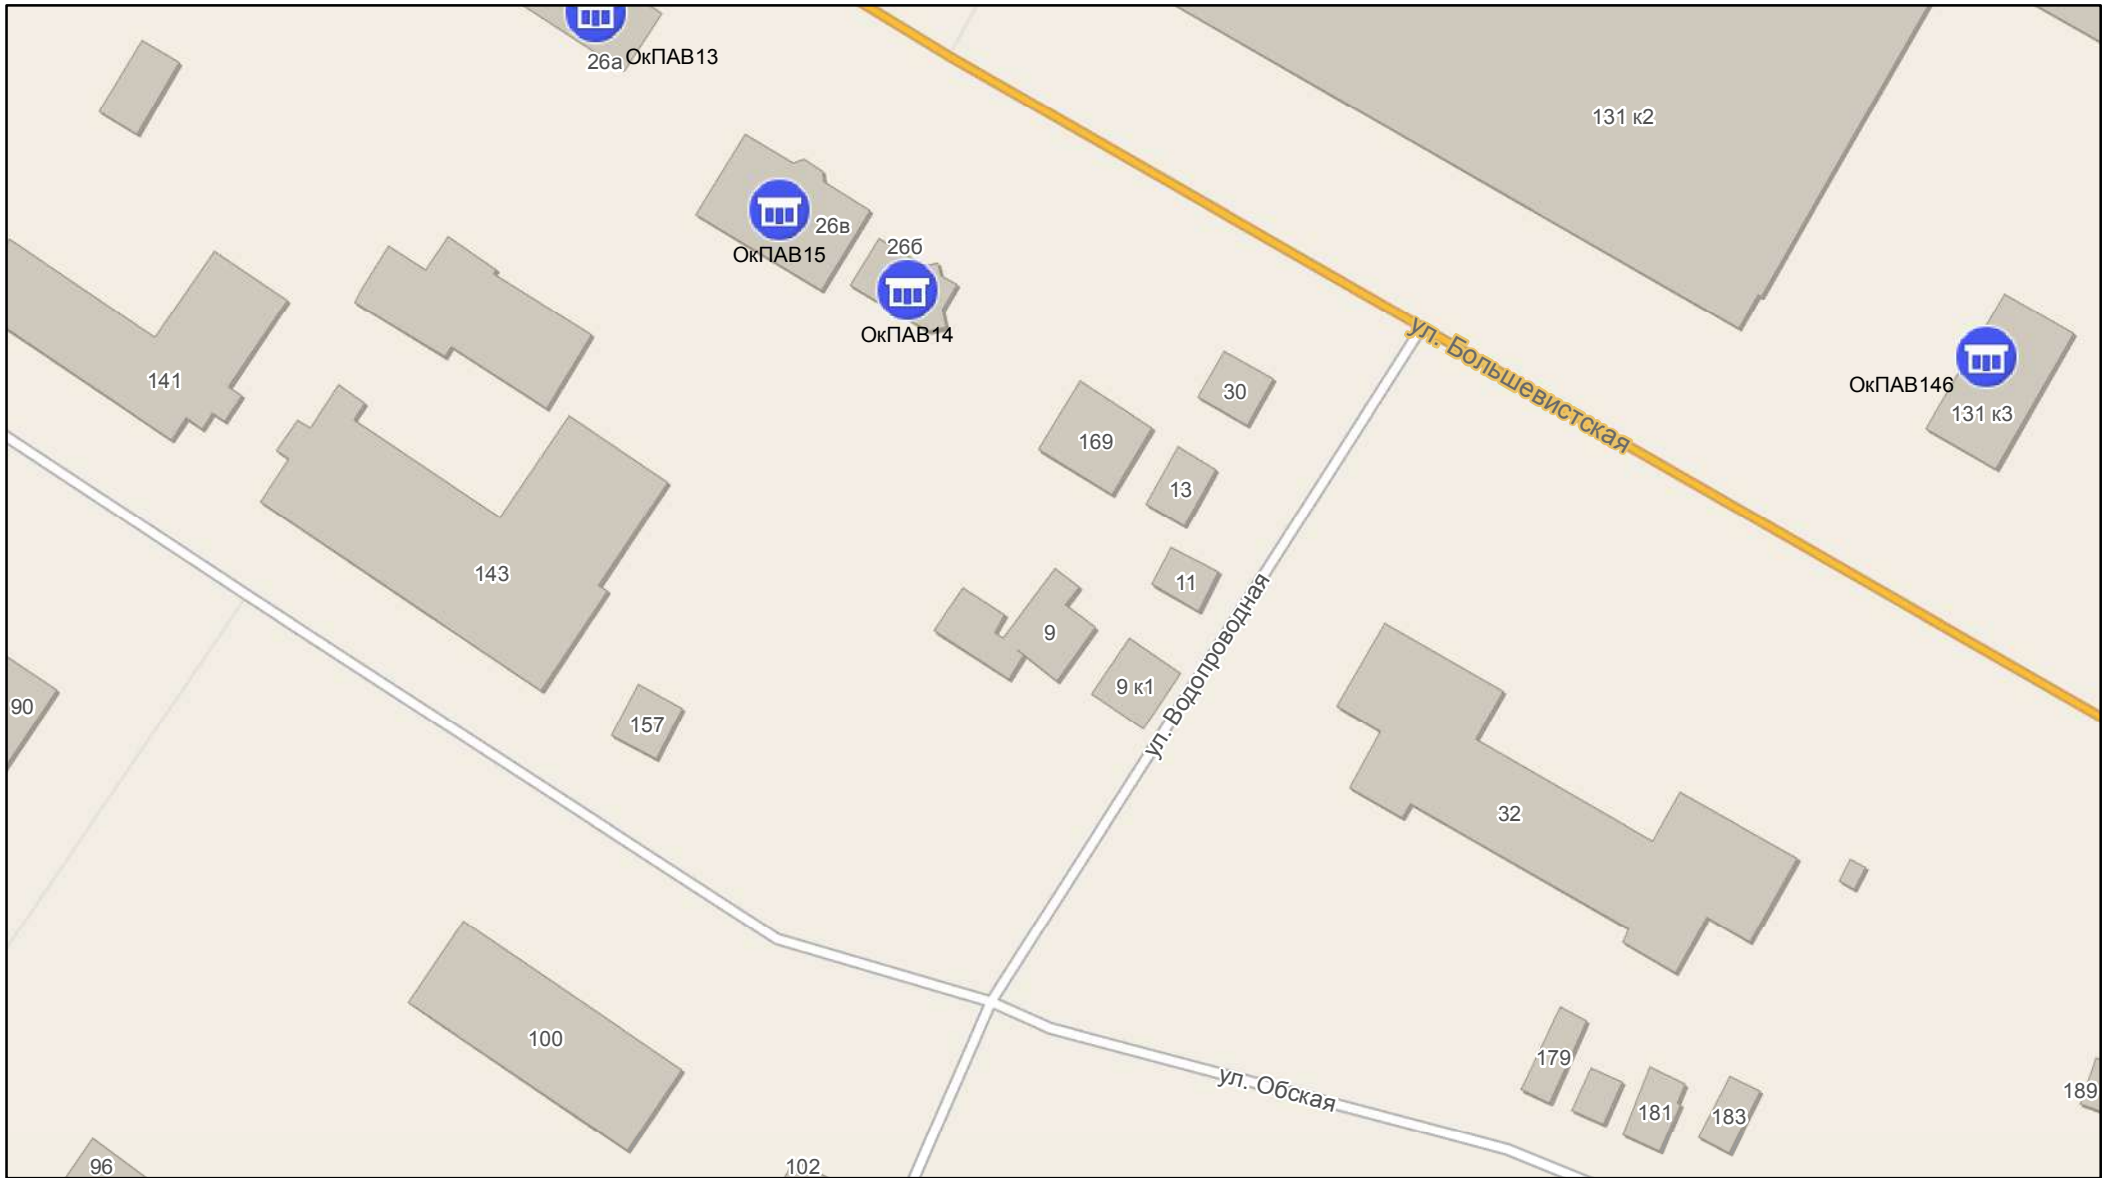 26а
ОкПАВ13
131 к2
26в
ОкПАВ15
26б
ОкПАВ14
ул. Большевистская
ОкПАВ146
131 к3
141
30
169
13
143
11
9
9 к1
ул. Водопроводная
90
157
32
100
179
ул. Обская
181
183
189
96
102